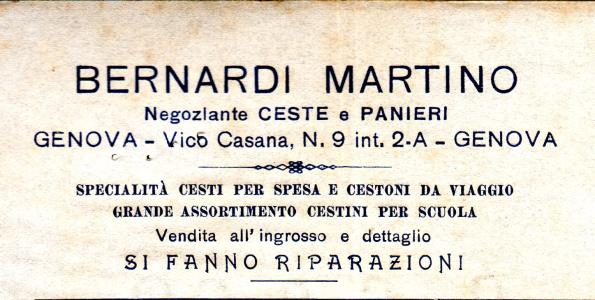 BERNARDI MARTINO
Negoziante CESTE e PANIERI
GENOVA - Vico Casana, N. 9 int. 2-A - GENOVA
SPECIALITÀ CESTI PER SPESA E CESTONI DA VIAGGIO
GRANDE ASSORTIMENTO CESTINI PER SCUOLA
Vendita all'ingrosso e dettaglio
SI FANNO RIPARAZIONI